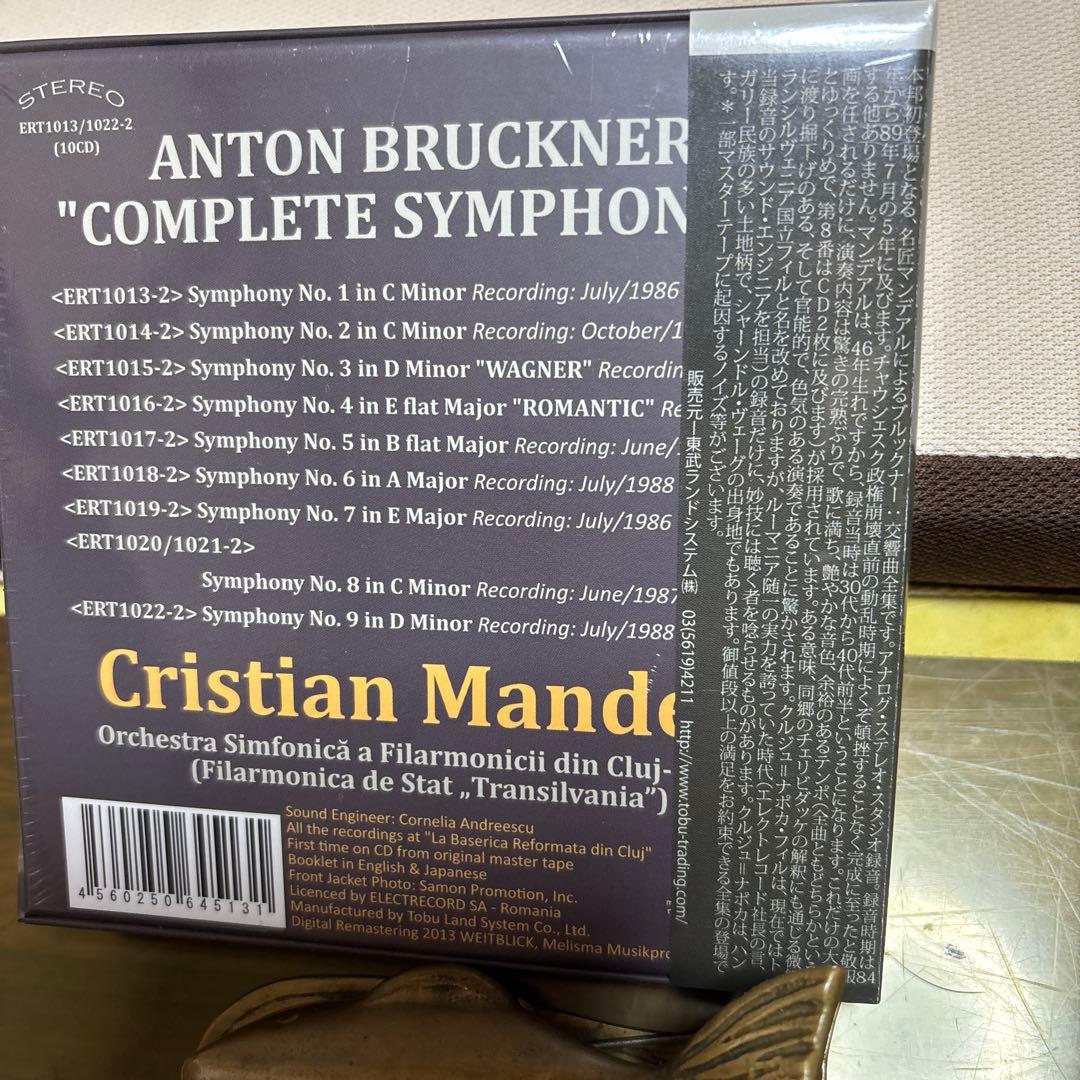 STEREO
ERT1013/1022-2
(10CD)
ANTON BRUCKNER
"COMPLETE SYMPHON
<ERT1013-2> Symphony No. 1 in C Minor Recording: July/1986
<ERT1014-2> Symphony No. 2 in C Minor Recording: October/1
<ERT1015-2> Symphony No. 3 in D Minor "WAGNER" Recordin
<ERT1016-2> Symphony No. 4 in E flat Major "ROMANTIC" Re
<ERT1017-2> Symphony No. 5 in B flat Major Recording: June/
<ERT1018-2> Symphony No. 6 in A Major Recording: July/1988
<ERT1019-2> Symphony No. 7 in E Major Recording: July/1986
<ERT1020/1021-2>
Symphony No. 8 in C Minor Recording: June/1987
<ERT1022-2> Symphony No. 9 in D Minor Recording: July/1988
Cristian Mande
Orchestra Simfonică a Filarmonicii din Cluj-
(Filarmonica de Stat „Transilvania")
Sound Engineer: Cornelia Andreescu
All the recordings at "La Baserica Reformata din Cluj"
First time on CD from original master tape
Booklet in English & Japanese
Front Jacket Photo: Samon Promotion, Inc.
Licenced by ELECTRECORD SA - Romania
Manufactured by Tobu Land System Co., Ltd.
Digital Remastering 2013 WEITBLICK, Melisma Musikpro
4 560250 645131
本邦初登場となる、名匠マンデアルによるブルックナー：交響曲全集です。アナログ・ステレオ・スタジオ録音。録音時期は84
年から89年7月の5年に及びます。チャウシェスク政権崩壊直前の動乱時期によくぞ頓挫することなく完成に至ったと敬服
する他ありません。マンデアルは、46年生れですから、録音当時は30代から40代前半ということになります。これだけの大
画を任されるだけに、演奏内容は驚きの完熟ぶりで、歌に満ち、艶やかな音色、余裕のあるテンポ（全曲ともどちらかとい
とゆっくりめで、第8番はCD2枚に及びます）が採用されています。ある意味、同郷のチェリビダッケの解釈にも通じる微
に渡り掘下げのある、そして官能的で、色気のある演奏であることに驚かされます。クルジュ＝ナポカ・フィルは、現在ではト
ランシルヴェニア国立フィルと名を改めておりますが、ルーマニア随一の実力を誇っていた時代（エレクトレコード社長の言、
当録音のサウンド・エンジニアを担当）の録音だけに、妙技には聴く者を唸らせるものがあります。クルジュ＝ナポカは、ハン
ガリー民族の多い土地柄で、シャーンドル・ヴェーグの出身地でもあります。御値段以上の満足をお約束できる全集の登場で
す。＊一部マスターテープに起因するノイズ等がございます。
販売元ー東武ランドシステム㈱ 03(5619)4211 http://www.tobu-trading.com/